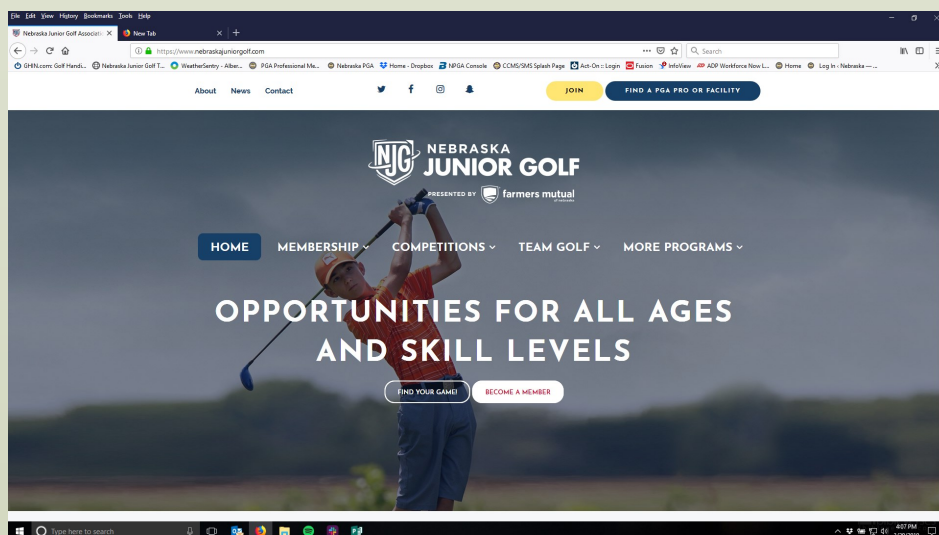 File Edit View History Bookmarks Tools Help
Nebraska Junior Golf Associati
New Tab
https://www.nebraskajuniorgolf.com
Search
GHIN.com: Golf Handi...
Nebraska Junior Golf T...
WeatherSentry - Alber...
PGA Professional Me...
Nebraska PGA
Home - Dropbox
NPGA Console
CCMS/SMS Splash Page
Act-On :: Login
Fusion
InfoView
ADP Workforce Now L...
Home
Log In ‹ Nebraska —...
About News Contact
JOIN
FIND A PGA PRO OR FACILITY
NJG
NEBRASKA
JUNIOR GOLF
PRESENTED BY farmers mutual
of nebraska
HOME MEMBERSHIP COMPETITIONS TEAM GOLF MORE PROGRAMS
OPPORTUNITIES FOR ALL AGES
AND SKILL LEVELS
FIND YOUR GAME!
BECOME A MEMBER
Type here to search
4:07 PM